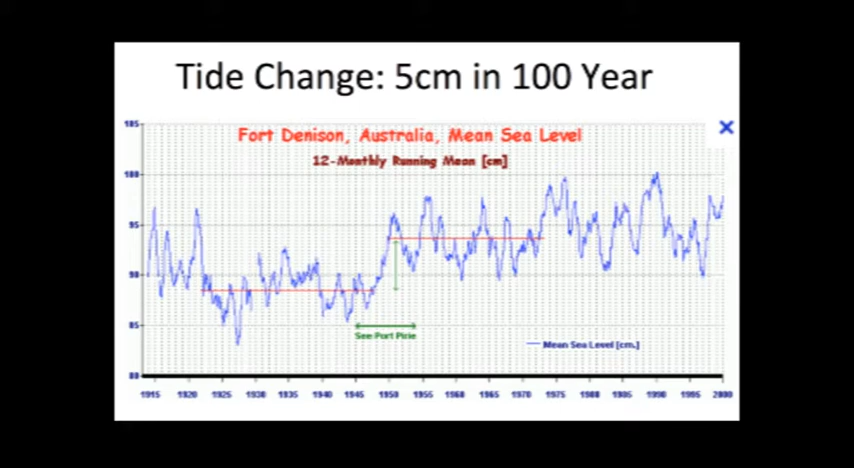 Tide Change: 5cm in 100 Year
Fort Denison, Australia, Mean Sea Level
12-Monthly Running Mean [cm]
105
100
95
90
85
80
See Port Pirie
Mean Sea Level [cm.]
1915 1920 1925 1930 1935 1940 1945 1950 1955 1960 1965 1970 1975 1980 1985 1990 1995 2000